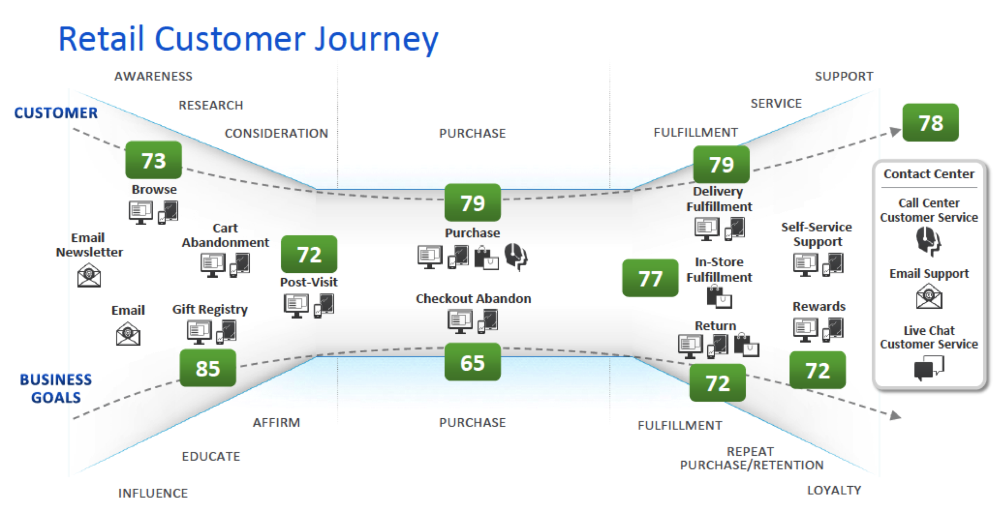 Retail Customer Journey
AWARENESS
RESEARCH
CONSIDERATION
PURCHASE
FULFILLMENT
SERVICE
SUPPORT
CUSTOMER
73
Browse
Email
Newsletter
Cart
Abandonment
72
Post-Visit
Email
Gift Registry
85
79
Purchase
Checkout Abandon
65
79
Delivery
Fulfillment
77
In-Store
Fulfillment
Return
72
Self-Service
Support
Rewards
72
78
Contact Center
Call Center
Customer Service
Email Support
Live Chat
Customer Service
BUSINESS
GOALS
INFLUENCE
EDUCATE
AFFIRM
PURCHASE
FULFILLMENT
REPEAT
PURCHASE/RETENTION
LOYALTY